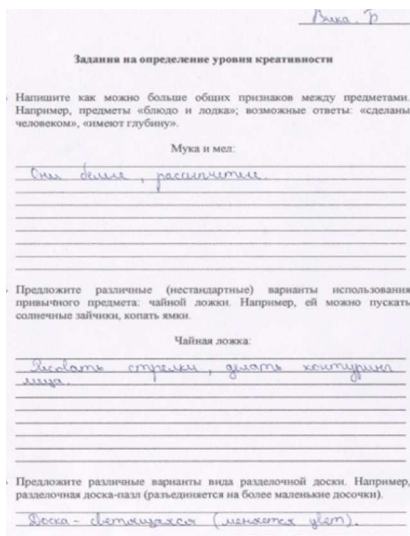 Вика. Р
Задания на определение уровня креативности
Напишите как можно больше общих признаков между предметами.
Например, предметы «блюдо и лодка»; возможные ответы: «сделаны
человеком», «имеют глубину».
Мука и мел:
Они белые, рассыпчатые.
Предложите различные (нестандартные) варианты использования
привычного предмета: чайной ложки. Например, ей можно пускать
солнечные зайчики, копать ямки.
Чайная ложка:
Рисовать стрелки, делать контуринг
лица.
Предложите различные варианты вида разделочной доски. Например,
разделочная доска-пазл (разъединяется на более маленькие досочки).
Доска - светящаяся (меняется цвет).